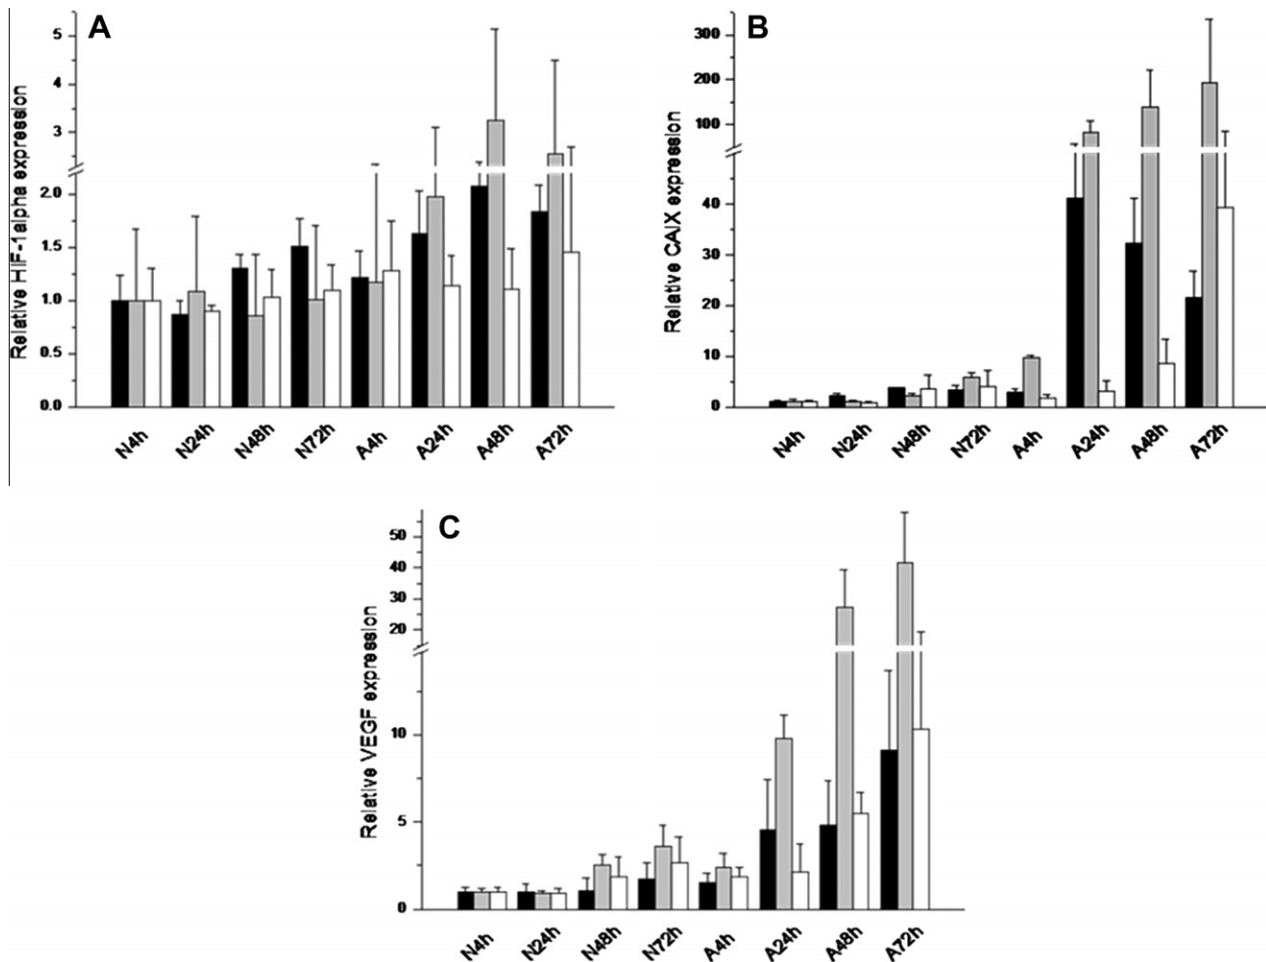 A
Relative HIF-1alpha expression
5
4
3
2.0
1.5
1.0
0.5
0.0
N4h N24h N48h N72h A4h A24h A48h A72h
B
Relative CAIX expression
300
200
100
40
30
20
10
0
N4h N24h N48h N72h A4h A24h A48h A72h
C
Relative VEGF expression
50
40
30
20
10
5
0
N4h N24h N48h N72h A4h A24h A48h A72h